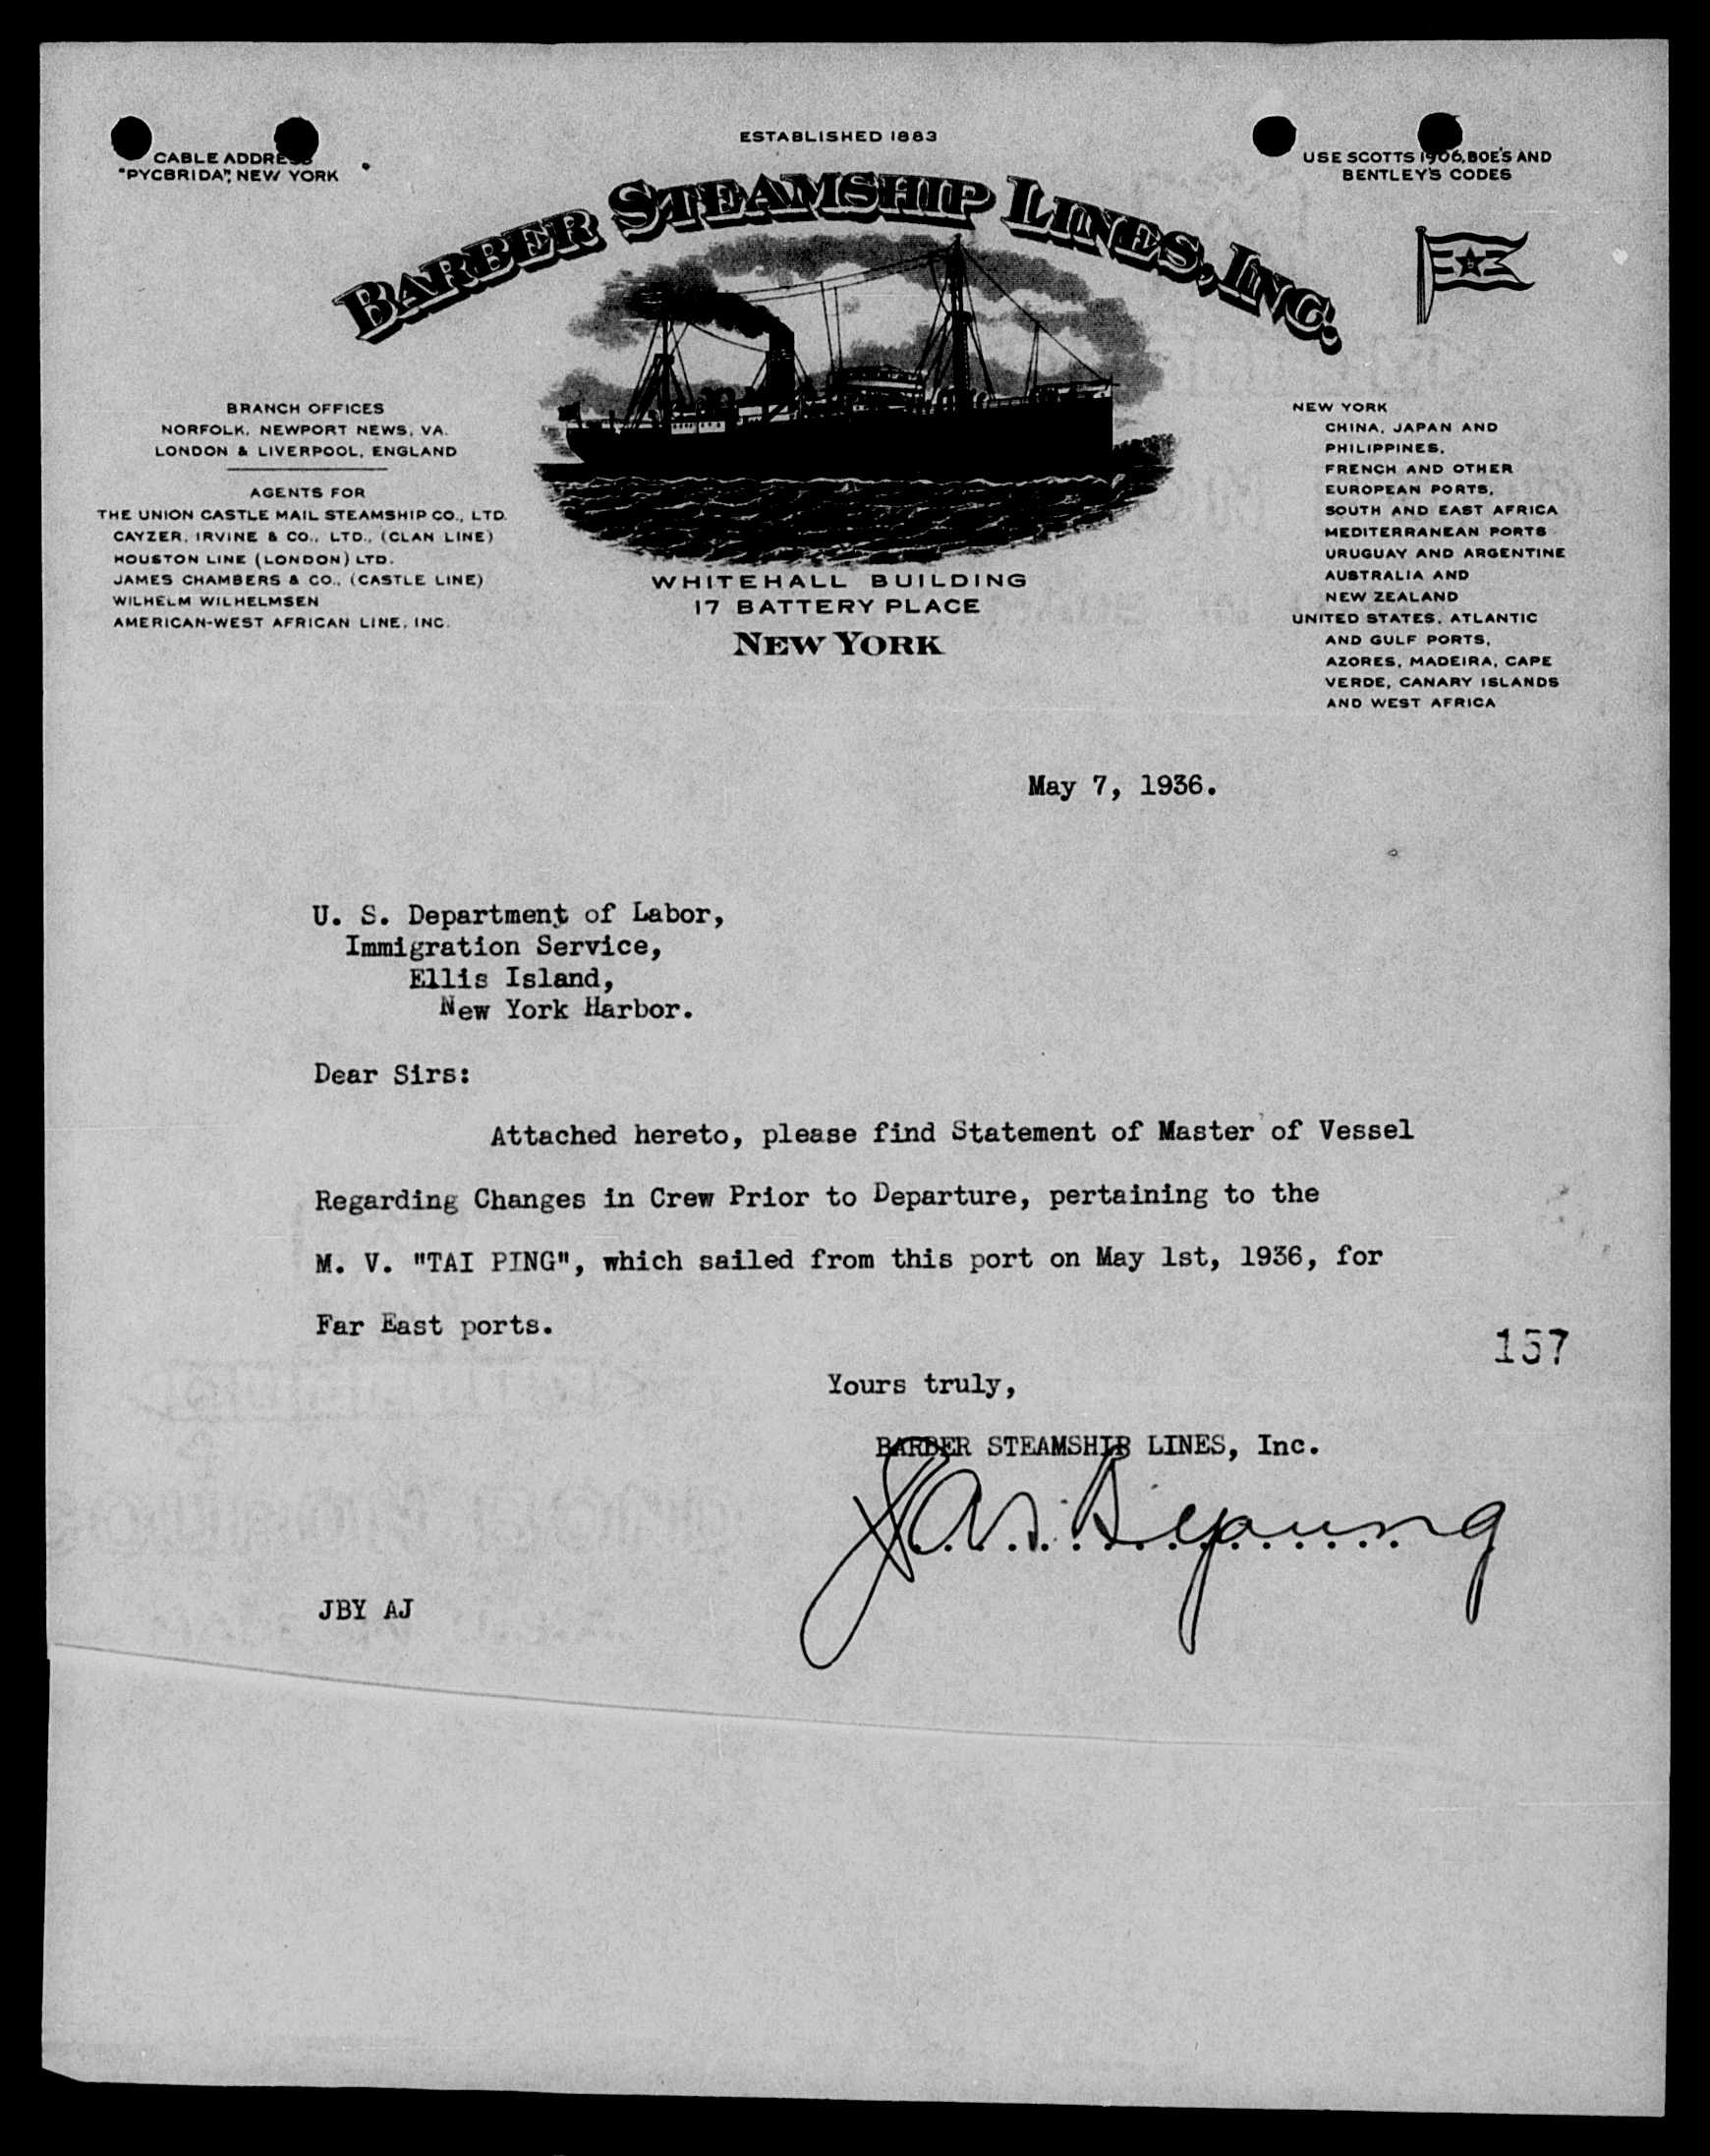 ESTABLISHED 1883
CABLE ADDRESS
"PYCBRIDA", NEW YORK
USE SCOTTS 1906, BOE'S AND
BENTLEY'S CODES
BARBER STEAMSHIP LINES, INC.
BRANCH OFFICES
NORFOLK, NEWPORT NEWS, VA.
LONDON & LIVERPOOL, ENGLAND
AGENTS FOR
THE UNION CASTLE MAIL STEAMSHIP CO., LTD.
CAYZER, IRVINE & CO., LTD., (CLAN LINE)
HOUSTON LINE (LONDON) LTD.
JAMES CHAMBERS & CO., (CASTLE LINE)
WILHELM WILHELMSEN
AMERICAN-WEST AFRICAN LINE, INC.
WHITEHALL BUILDING
17 BATTERY PLACE
NEW YORK
NEW YORK
CHINA, JAPAN AND
PHILIPPINES,
FRENCH AND OTHER
EUROPEAN PORTS,
SOUTH AND EAST AFRICA
MEDITERRANEAN PORTS
URUGUAY AND ARGENTINE
AUSTRALIA AND
NEW ZEALAND
UNITED STATES, ATLANTIC
AND GULF PORTS,
AZORES, MADEIRA, CAPE
VERDE, CANARY ISLANDS
AND WEST AFRICA
May 7, 1936.
U. S. Department of Labor,
Immigration Service,
Ellis Island,
New York Harbor.
Dear Sirs:
Attached hereto, please find Statement of Master of Vessel
Regarding Changes in Crew Prior to Departure, pertaining to the
M. V. "TAI PING", which sailed from this port on May 1st, 1936, for
Far East ports.
157
Yours truly,
BARBER STEAMSHIP LINES, Inc.
JBY AJ